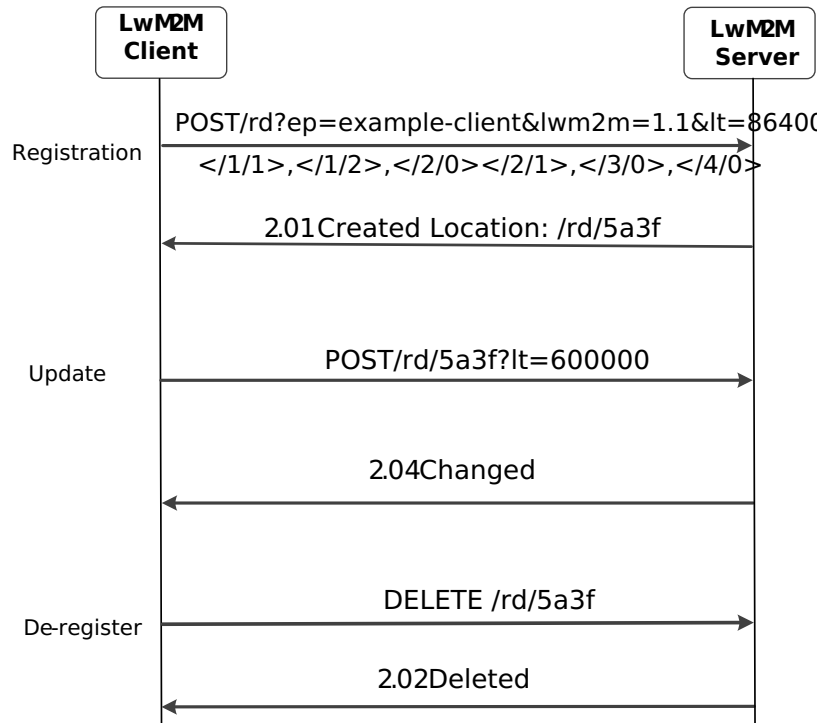 LwM2M
Client
LwM2M
Server
POST/rd?ep=example-client&lwm2m=1.1&lt=86400
Registration
</1/1>,</1/2>,</2/0></2/1>,</3/0>,</4/0>
2.01Created Location: /rd/5a3f
POST/rd/5a3f?lt=600000
Update
2.04Changed
DELETE /rd/5a3f
De-register
2.02Deleted